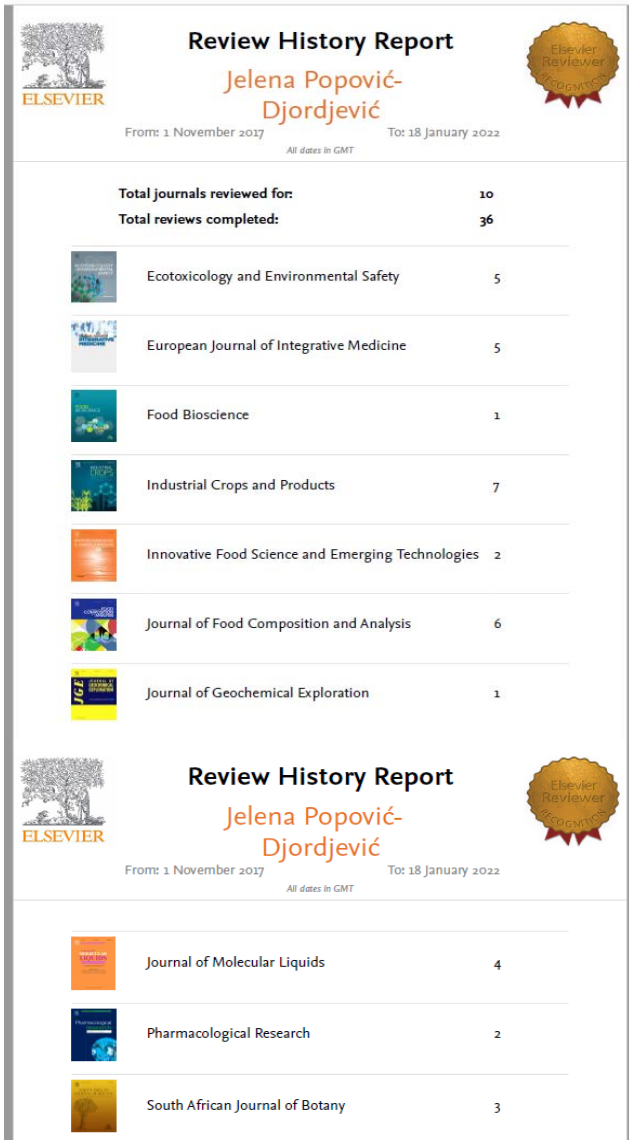 Review History Report
Jelena Popović-
Djordjević
ELSEVIER
Elsevier
Reviewer
RECOGNITION
From: 1 November 2017 To: 18 January 2022
All dates in GMT
Total journals reviewed for: 10
Total reviews completed: 36
Ecotoxicology and Environmental Safety 5
European Journal of Integrative Medicine 5
Food Bioscience 1
Industrial Crops and Products 7
Innovative Food Science and Emerging Technologies 2
Journal of Food Composition and Analysis 6
JGE
Journal of Geochemical Exploration 1
Review History Report
Jelena Popović-
Djordjević
ELSEVIER
Elsevier
Reviewer
RECOGNITION
From: 1 November 2017 To: 18 January 2022
All dates in GMT
Journal of Molecular Liquids 4
Pharmacological Research 2
South African Journal of Botany 3